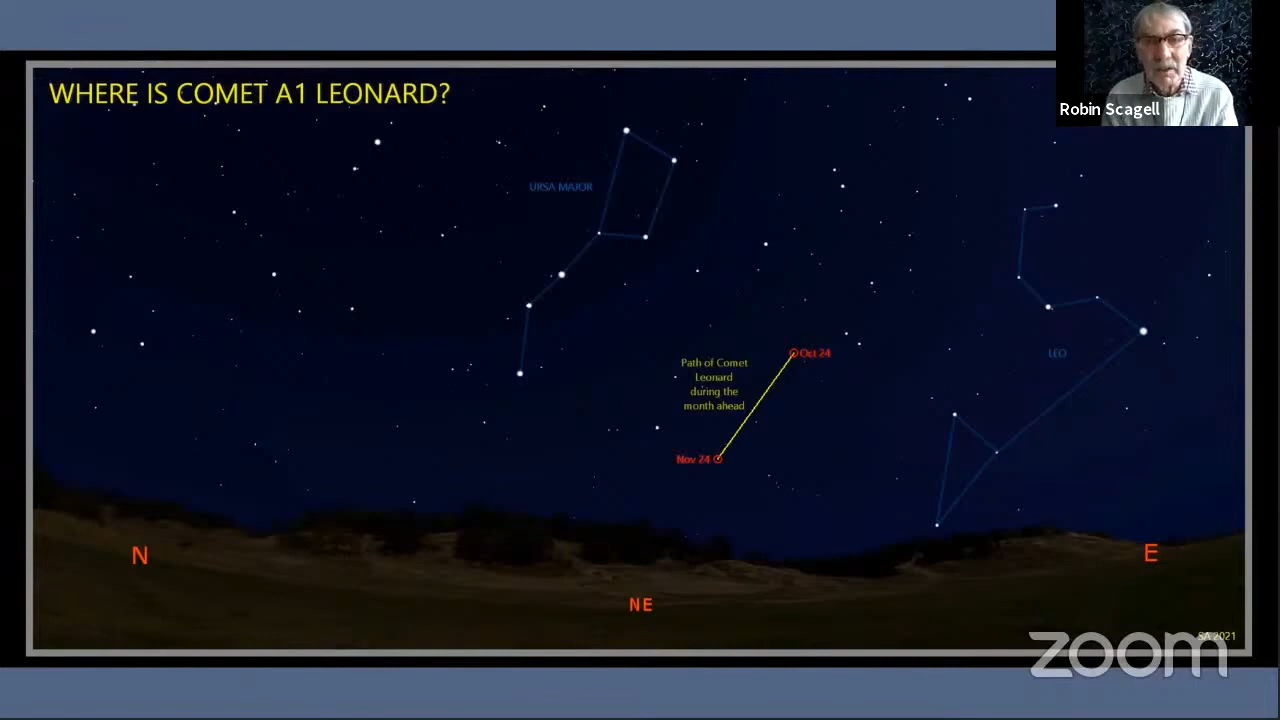 WHERE IS COMET A1 LEONARD?
Robin Scagell
URSA MAJOR
LEO
Oct 24
Path of Comet
Leonard
during the
month ahead
Nov 24
N
NE
E
SA 2021
zoom